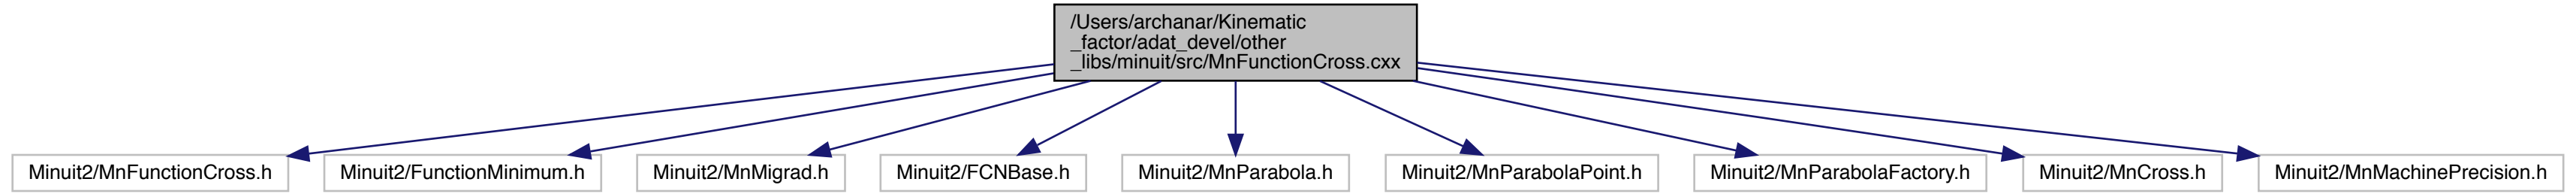 /Users/archanar/Kinematic
_factor/adat_devel/other
_libs/minuit/src/MnFunctionCross.cxx
Minuit2/MnFunctionCross.h
Minuit2/FunctionMinimum.h
Minuit2/MnMigrad.h
Minuit2/FCNBase.h
Minuit2/MnParabola.h
Minuit2/MnParabolaPoint.h
Minuit2/MnParabolaFactory.h
Minuit2/MnCross.h
Minuit2/MnMachinePrecision.h